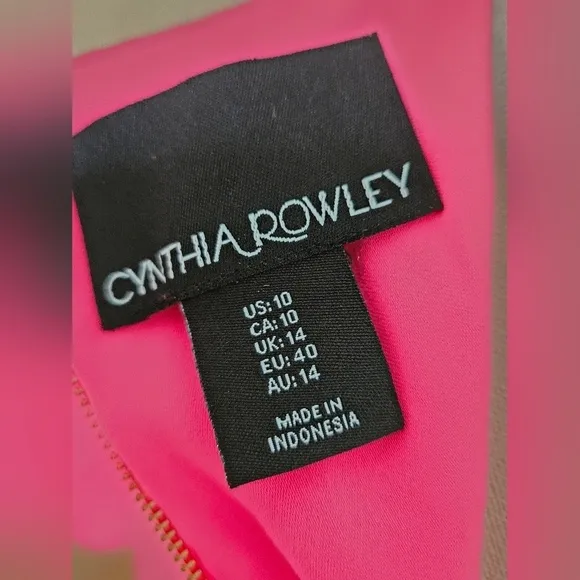 CYNTHIA ROWLEY
US: 10
CA: 10
UK: 14
EU: 40
AU: 14
MADE IN
INDONESIA